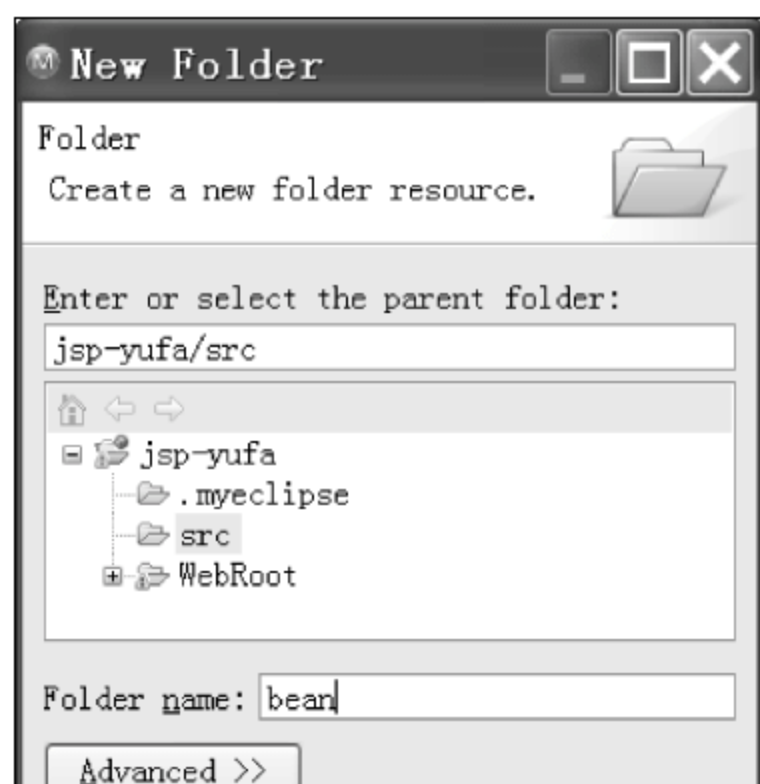 New Folder
Folder
Create a new folder resource.
Enter or select the parent folder:
jsp-yufa/src
jsp-yufa
.myeclipse
src
WebRoot
Folder name: bean
Advanced >>